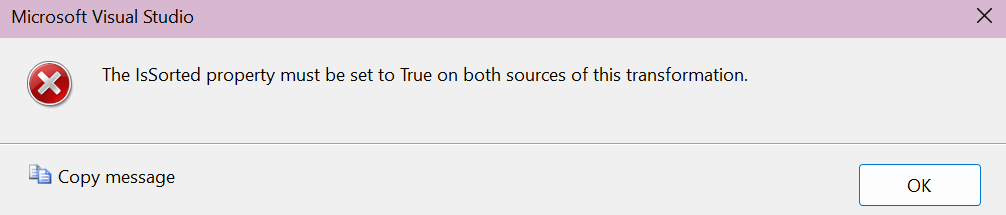 Microsoft Visual Studio
The IsSorted property must be set to True on both sources of this transformation.
Copy message
OK